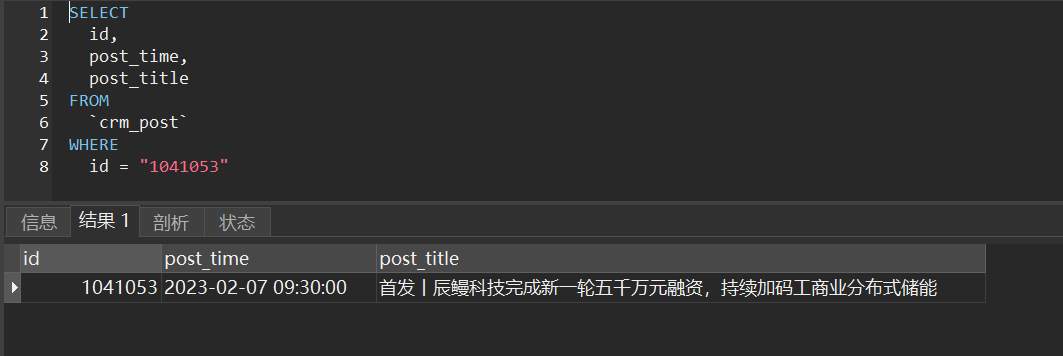 1 SELECT
2 id,
3 post_time,
4 post_title
5 FROM
6 `crm_post`
7 WHERE
8 id = "1041053"
信息 结果 1 剖析 状态
id post_time post_title
1041053 2023-02-07 09:30:00 首发丨辰鳗科技完成新一轮五千万元融资，持续加码工商业分布式储能